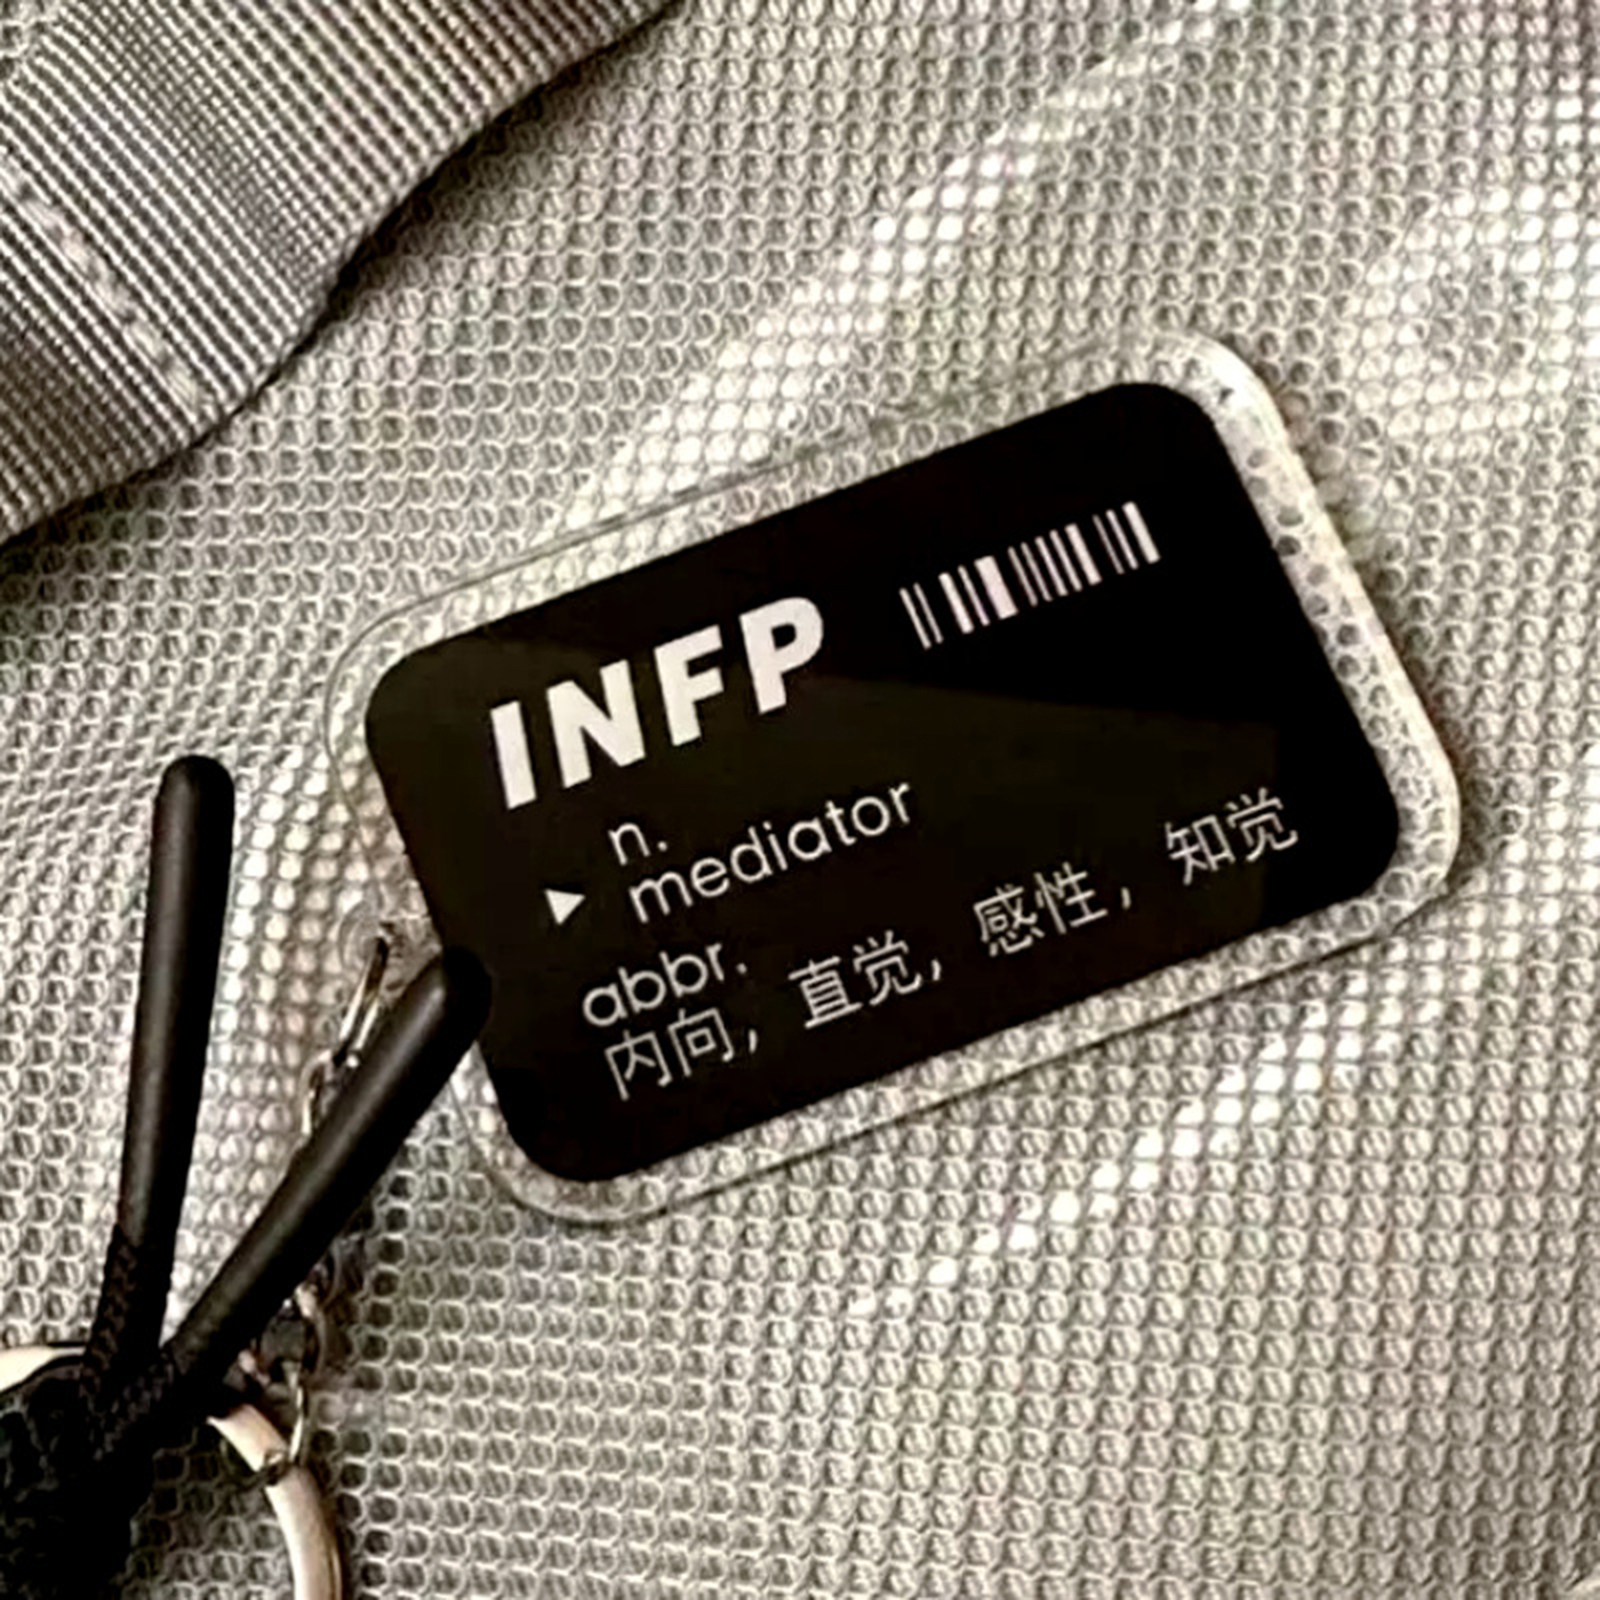 INFP
n.
▶ mediator
abbr.
内向，直觉，感性，知觉